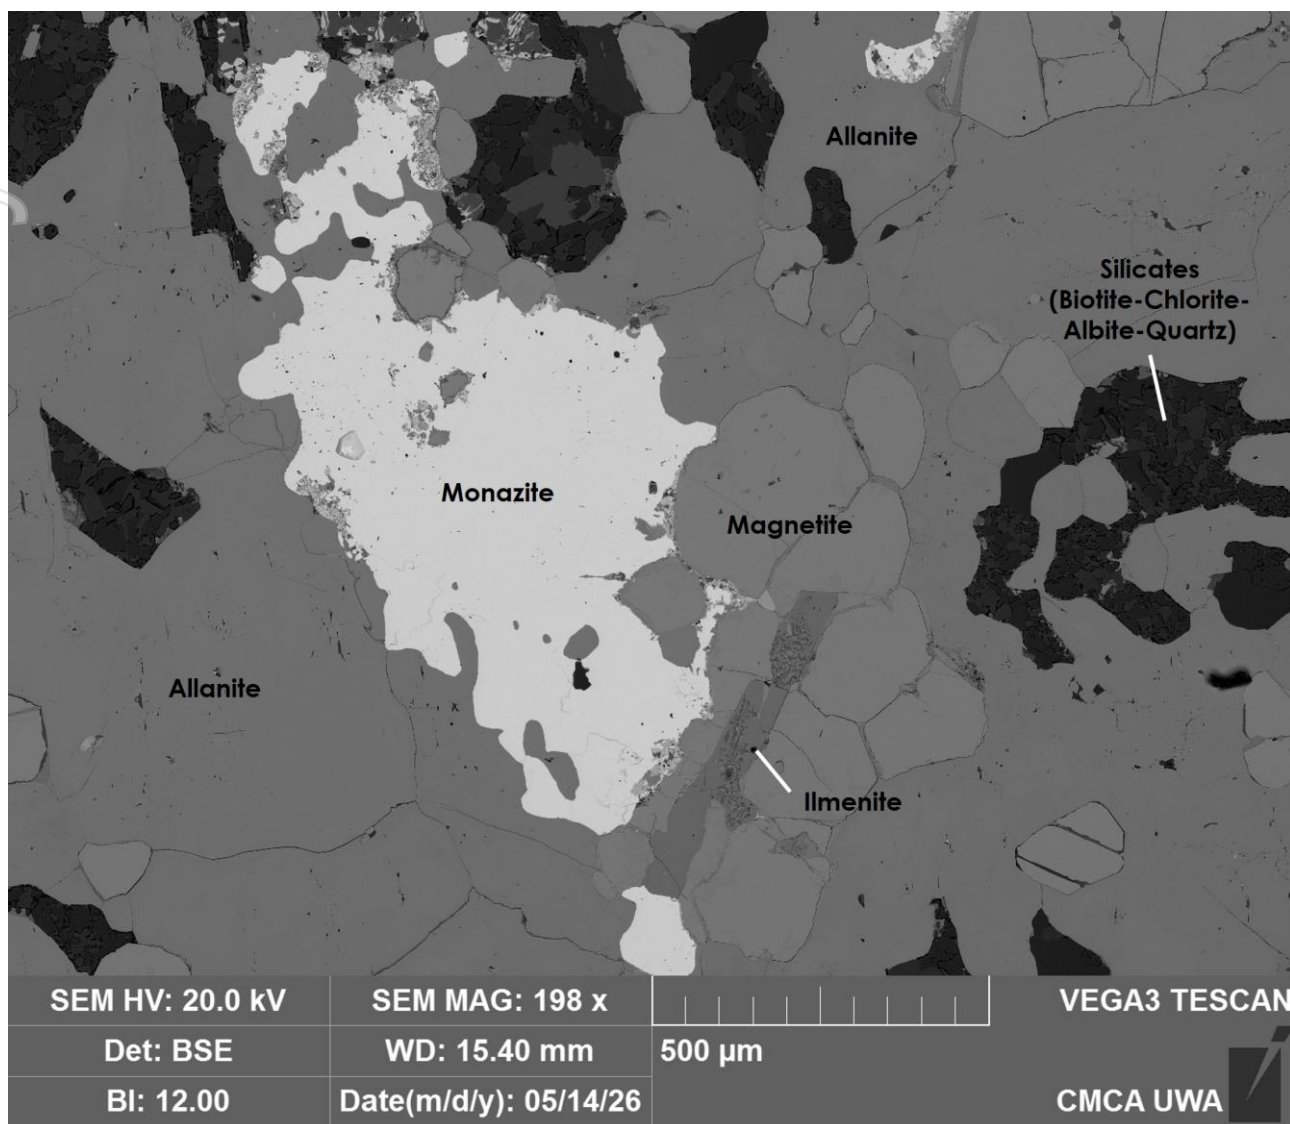 Allanite
Silicates
(Biotite-Chlorite-
Albite-Quartz)
Monazite
Magnetite
Allanite
Ilmenite
SEM HV: 20.0 kV
SEM MAG: 198 x
VEGA3 TESCAN
Det: BSE
WD: 15.40 mm
500 µm
BI: 12.00
Date(m/d/y): 05/14/26
CMCA UWA